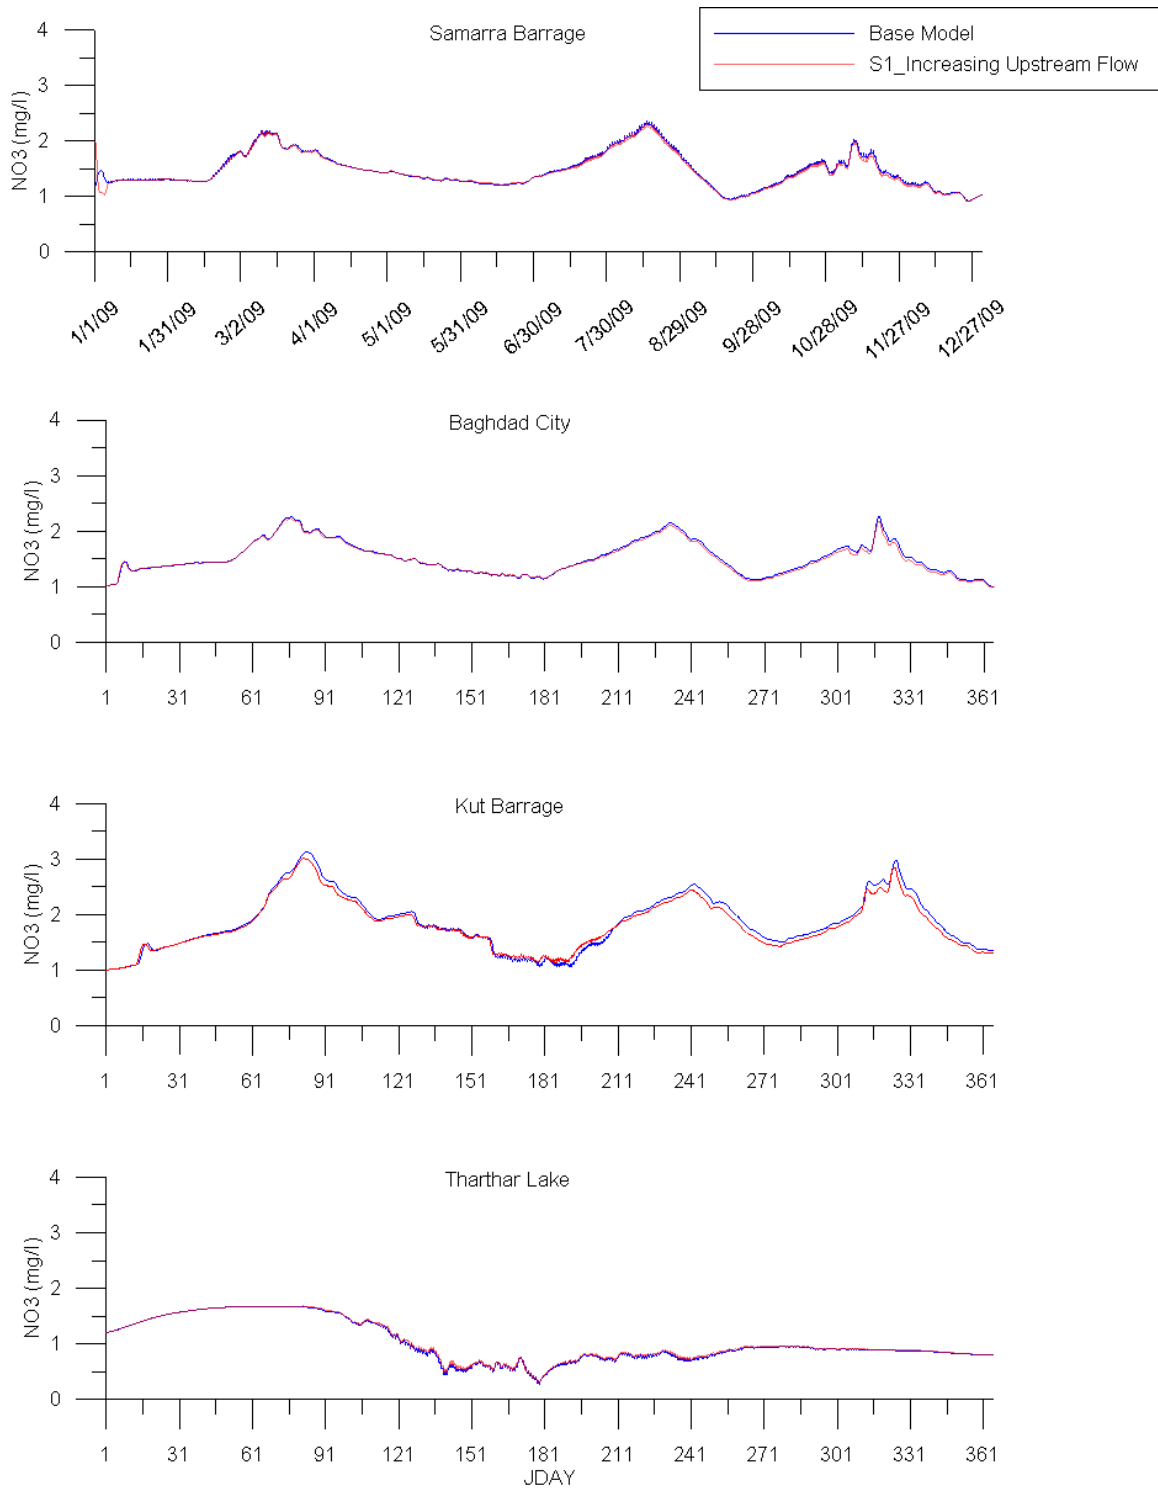 Samarra Barrage
Base Model
S1_Increasing Upstream Flow
NO3 (mg/l)
4
3
2
1
0
1/1/09 1/31/09 3/2/09 4/1/09 5/1/09 5/31/09 6/30/09 7/30/09 8/29/09 9/28/09 10/28/09 11/27/09 12/27/09
Baghdad City
NO3 (mg/l)
4
3
2
1
0
1 31 61 91 121 151 181 211 241 271 301 331 361
Kut Barrage
NO3 (mg/l)
4
3
2
1
0
1 31 61 91 121 151 181 211 241 271 301 331 361
Tharthar Lake
NO3 (mg/l)
4
3
2
1
0
1 31 61 91 121 151 181 211 241 271 301 331 361
JDAY